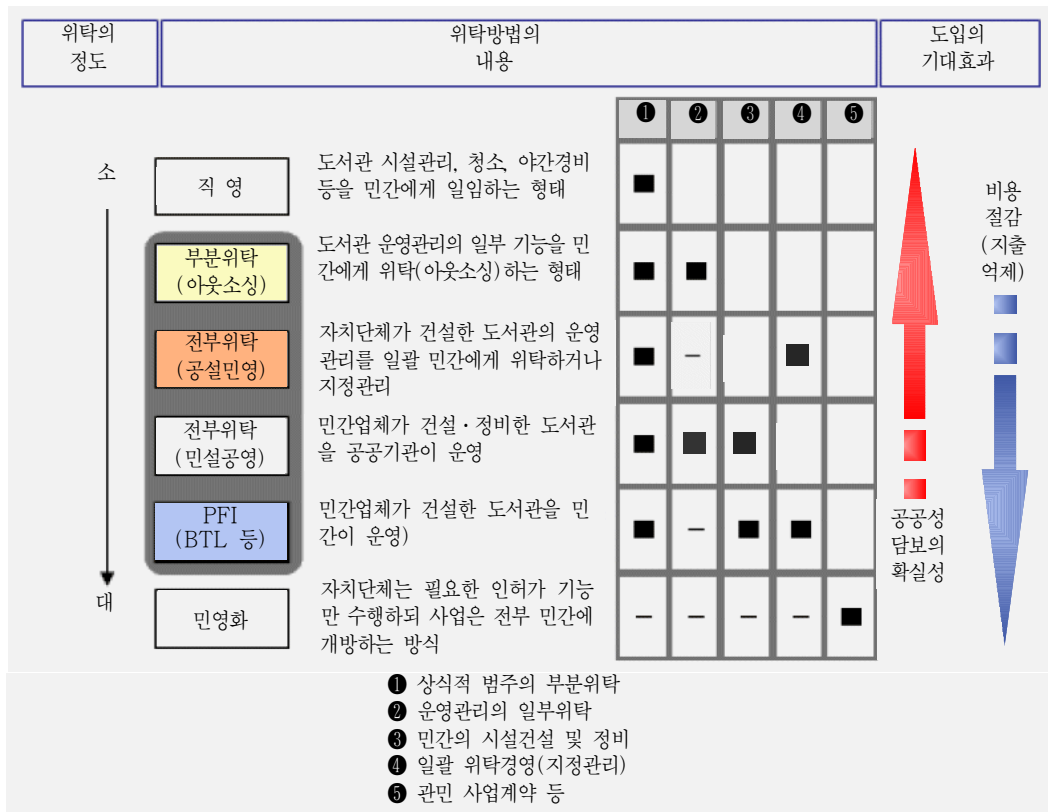 위탁의
정도
위탁방법의
내용
도입의
기대효과
❶ ❷ ❸ ❹ ❺
소
직 영
도서관 시설관리, 청소, 야간경비
등을 민간에게 일임하는 형태
■
부분위탁
(아웃소싱)
도서관 운영관리의 일부 기능을 민
간에게 위탁(아웃소싱)하는 형태
■ ■
전부위탁
(공설민영)
자치단체가 건설한 도서관의 운영
관리를 일괄 민간에게 위탁하거나
지정관리
■ － ■
전부위탁
(민설공영)
민간업체가 건설·정비한 도서관
을 공공기관이 운영
■ ■ ■
PFI
(BTL 등)
민간업체가 건설한 도서관을 민
간이 운영)
■ － ■ ■
대
민영화
자치단체는 필요한 인허가 기능
만 수행하되 사업은 전부 민간에
개방하는 방식
－ － － － ■
비용
절감
(지출
억제)
공공성
담보의
확실성
❶ 상식적 범주의 부분위탁
❷ 운영관리의 일부위탁
❸ 민간의 시설건설 및 정비
❹ 일괄 위탁경영(지정관리)
❺ 관민 사업계약 등